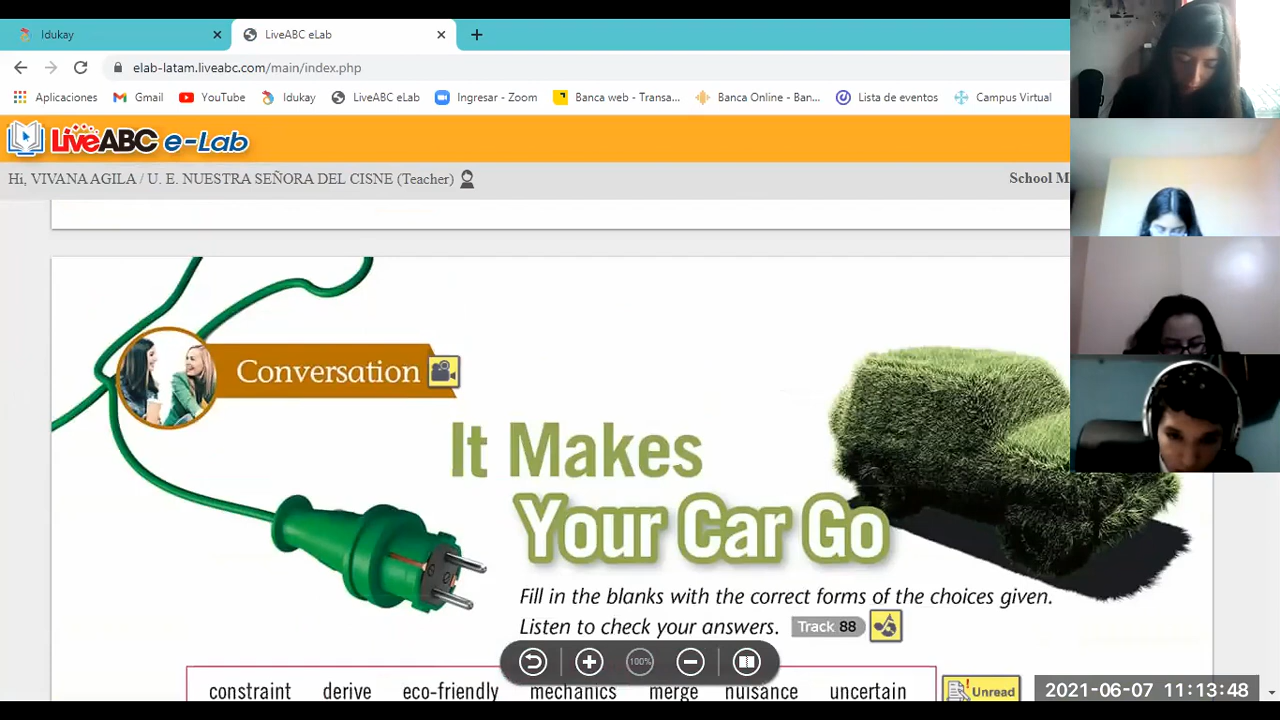 Idukay
LiveABC eLab
elab-latam.liveabc.com/main/index.php
Aplicaciones Gmail YouTube Idukay LiveABC eLab Ingresar - Zoom Banca web - Transa... Banca Online - Ban... Lista de eventos Campus Virtual
LiveABC e-Lab
Hi, VIVANA AGILA / U. E. NUESTRA SEÑORA DEL CISNE (Teacher) School M
Conversation
It Makes
Your Car Go
Fill in the blanks with the correct forms of the choices given.
Listen to check your answers. Track 88
100%
constraint derive eco-friendly mechanics merge nuisance uncertain
Unread
2021-06-07 11:13:48